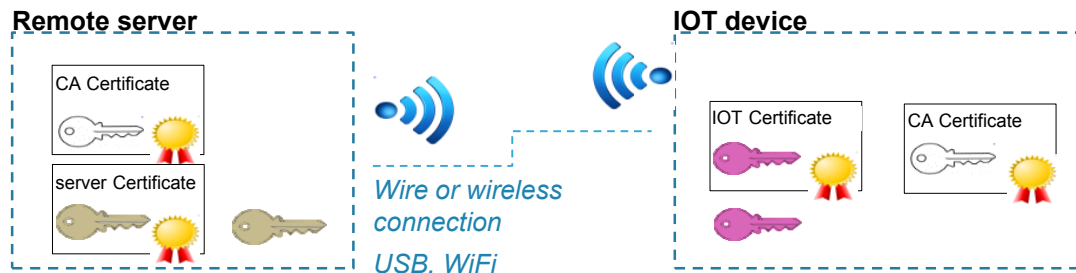 Remote server
IOT device
CA Certificate
IOT Certificate
CA Certificate
server Certificate
Wire or wireless
connection
USB, WiFi